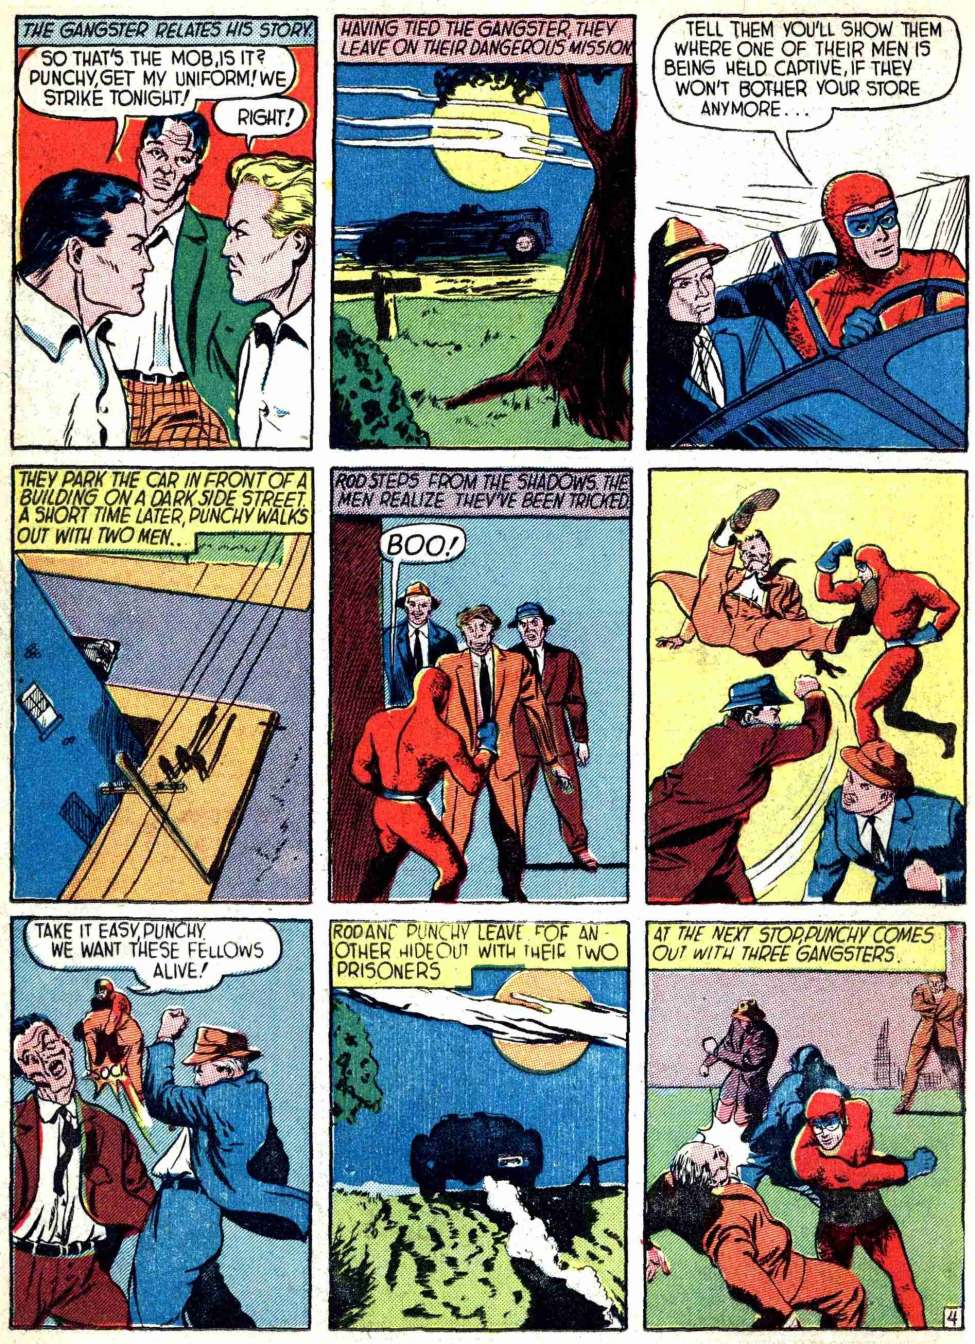 THE GANGSTER RELATES HIS STORY.
SO THAT'S THE MOB, IS IT?
PUNCHY, GET MY UNIFORM! WE
STRIKE TONIGHT!
RIGHT!
HAVING TIED THE GANGSTER, THEY
LEAVE ON THEIR DANGEROUS MISSION.
TELL THEM YOU'LL SHOW THEM
WHERE ONE OF THEIR MEN IS
BEING HELD CAPTIVE, IF THEY
WON'T BOTHER YOUR STORE
ANYMORE...
THEY PARK THE CAR IN FRONT OF A
BUILDING ON A DARK SIDE STREET.
A SHORT TIME LATER, PUNCHY WALKS
OUT WITH TWO MEN..
ROD STEPS FROM THE SHADOWS. THE
MEN REALIZE THEY'VE BEEN TRICKED.
BOO!
TAKE IT EASY, PUNCHY,
WE WANT THESE FELLOWS
ALIVE!
SOCK!
ROD AND PUNCHY LEAVE FOR AN-
OTHER HIDEOUT WITH THEIR TWO
PRISONERS
AT THE NEXT STOP, PUNCHY COMES
OUT WITH THREE GANGSTERS.
4